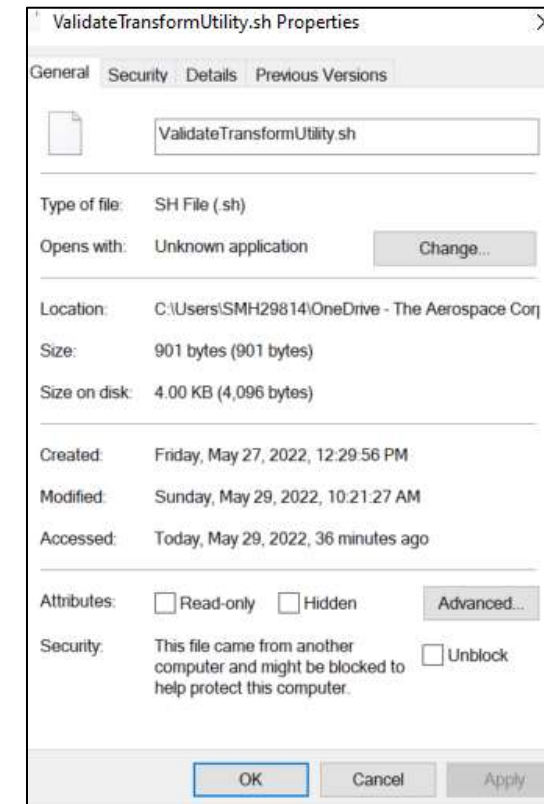 ValidateTransformUtility.sh Properties
General Security Details Previous Versions
ValidateTransformUtility.sh
Type of file: SH File (.sh)
Opens with: Unknown application Change...
Location: C:\Users\SMH29814\OneDrive - The Aerospace Corp
Size: 901 bytes (901 bytes)
Size on disk: 4.00 KB (4,096 bytes)
Created: Friday, May 27, 2022, 12:29:56 PM
Modified: Sunday, May 29, 2022, 10:21:27 AM
Accessed: Today, May 29, 2022, 36 minutes ago
Attributes: Read-only Hidden Advanced...
Security: This file came from another
computer and might be blocked to
help protect this computer.
Unblock
OK Cancel Apply